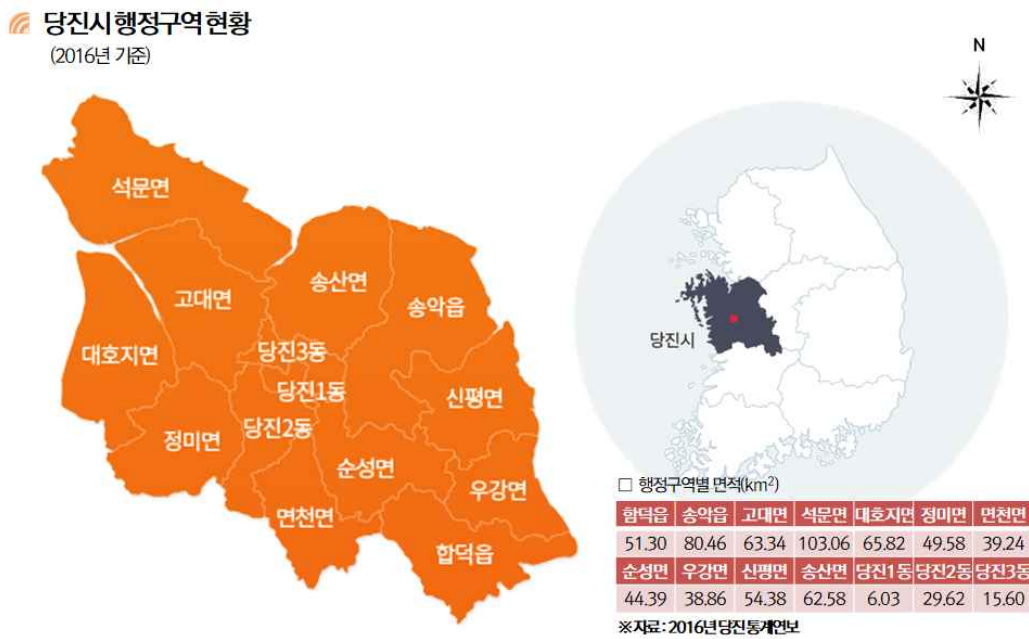 당진시 행정구역 현황
(2016년 기준)
N
석문면
고대면
송산면
송악읍
대호지면
당진3동
당진1동
신평면
당진2동
정미면
순성면
우강면
면천면
합덕읍
당진시
□ 행정구역별 면적(km²)
합덕읍 송악읍 고대면 석문면 대호지면 정미면 면천면
51.30 80.46 63.34 103.06 65.82 49.58 39.24
순성면 우강면 신평면 송산면 당진1동 당진2동 당진3동
44.39 38.86 54.38 62.58 6.03 29.62 15.60
※자료:2016년 당진통계연보